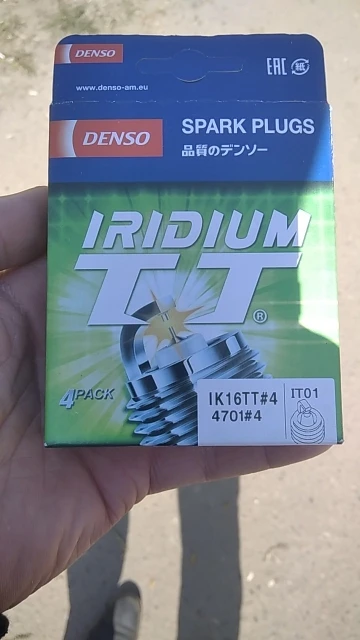 DENSO
www.denso-am.eu
EAC 紙
DENSO
SPARK PLUGS
品質のデンソー
IRIDIUM
TT®
4PACK
IK16TT#4
4701#4
IT01